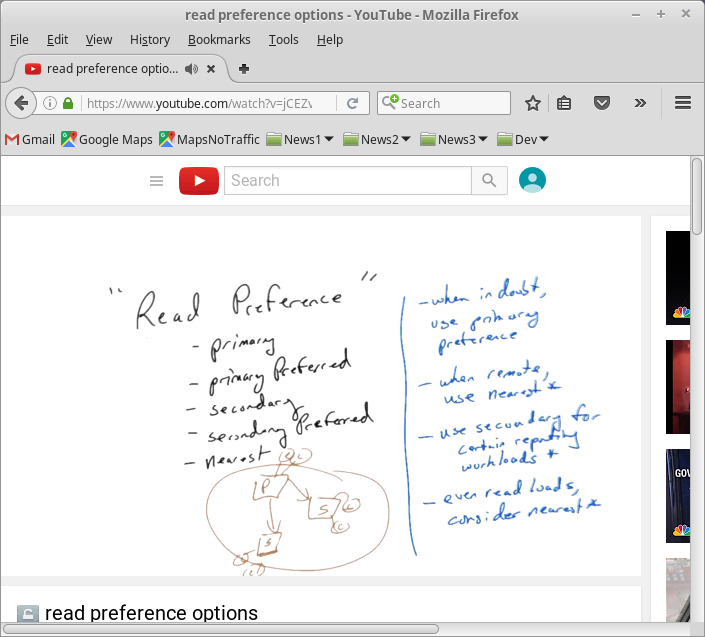 read preference options - YouTube - Mozilla Firefox
File Edit View History Bookmarks Tools Help
read preference optio...
https://www.youtube.com/watch?v=jCEZv
Search
Gmail Google Maps MapsNoTraffic News1 News2 News3 Dev
Search
" Read Preference "
- primary
- primary Preferred
- secondary
- secondary Preferred
- nearest
P
S
S
- when in doubt,
use primary
preference
- when remote,
use nearest *
- use secondary for
certain reporting
workloads *
- even read loads,
consider nearest *
GOV
read preference options